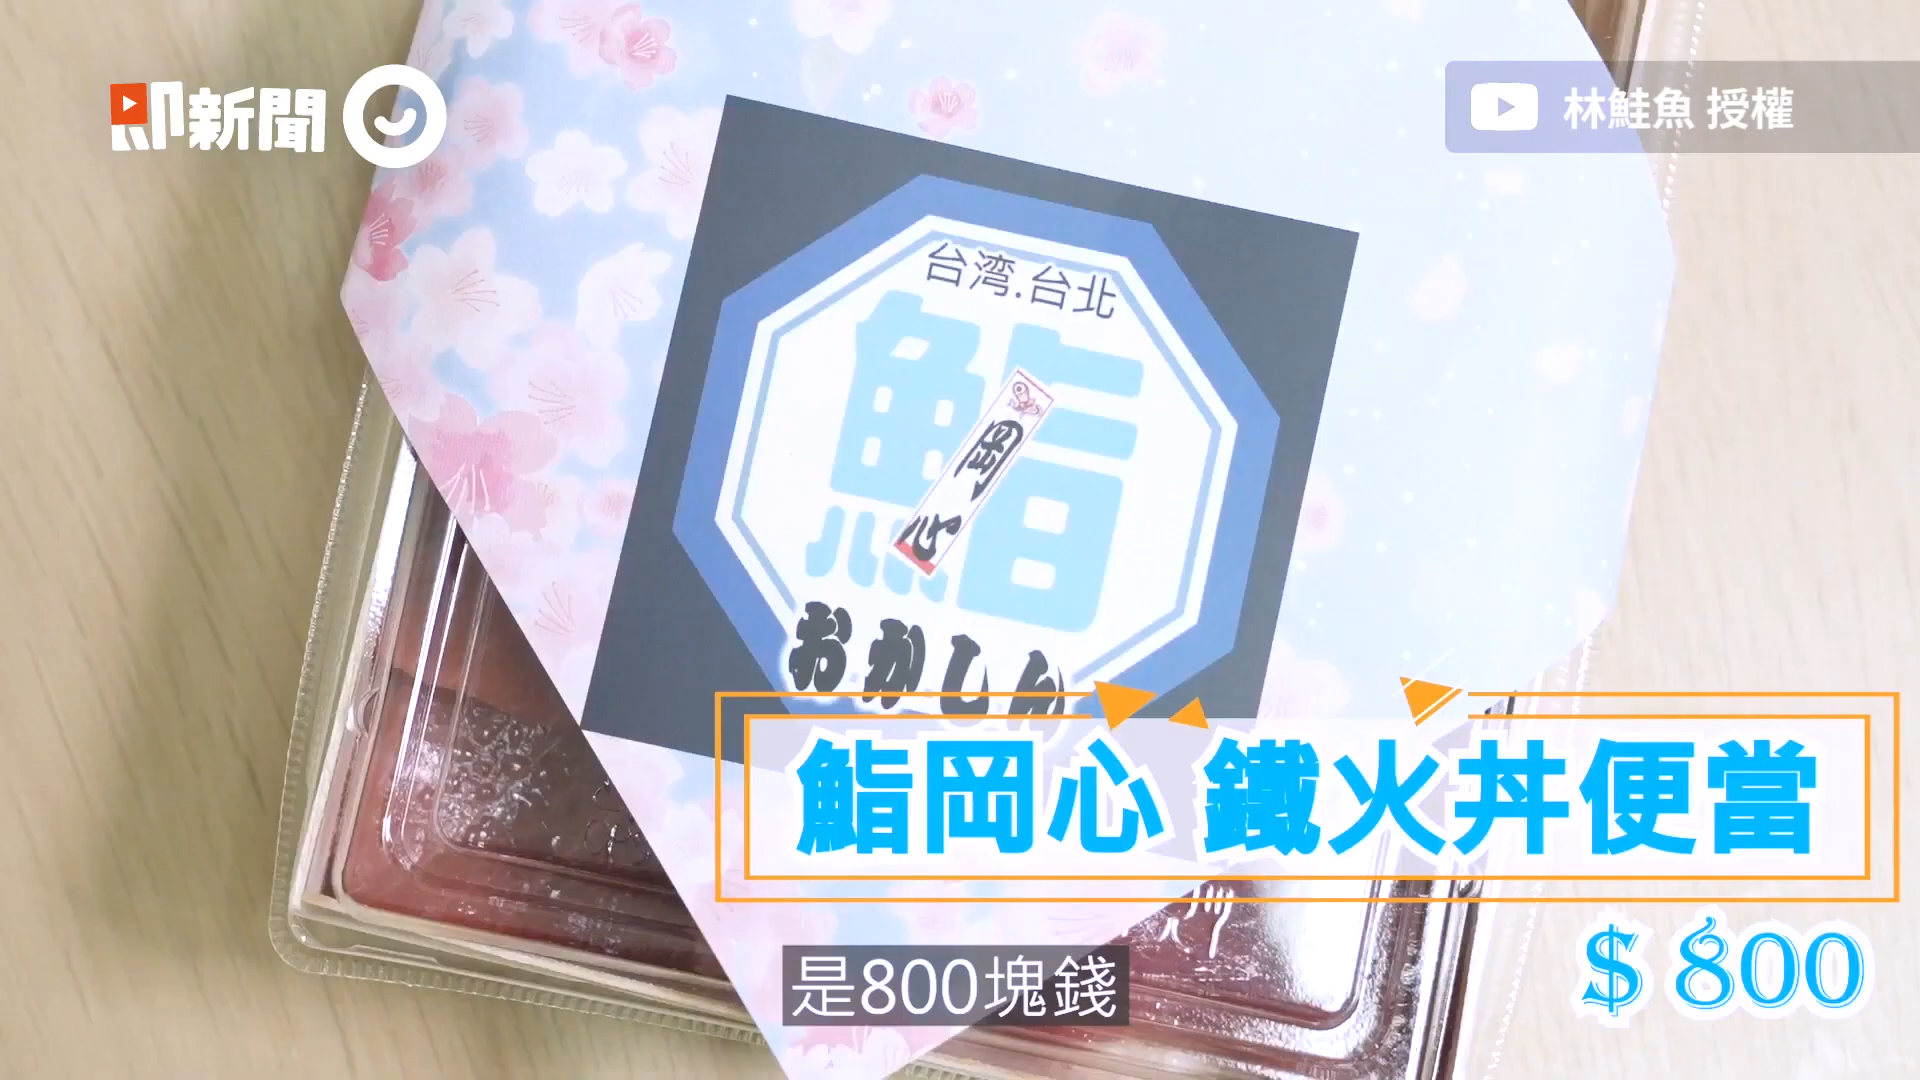 即新聞
林鮭魚 授權
台湾.台北
鮨
岡心
おかしん
鮨岡心 鐵火丼便當
$ 800
是800塊錢